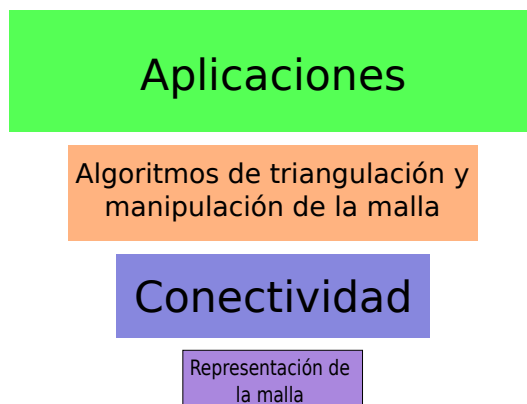 Aplicaciones
Algoritmos de triangulación y
manipulación de la malla
Conectividad
Representación de
la malla